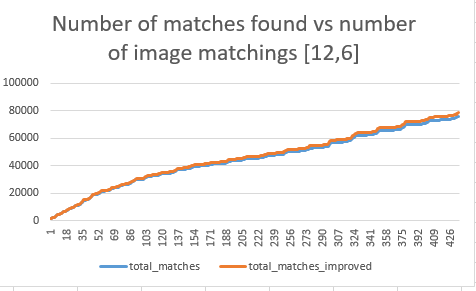 Number of matches found vs number
of image matchings [12,6]
100000
80000
60000
40000
20000
0
1 18 35 52 69 86 103 120 137 154 171 188 205 222 239 256 273 290 307 324 341 358 375 392 409 426
total_matches total_matches_improved